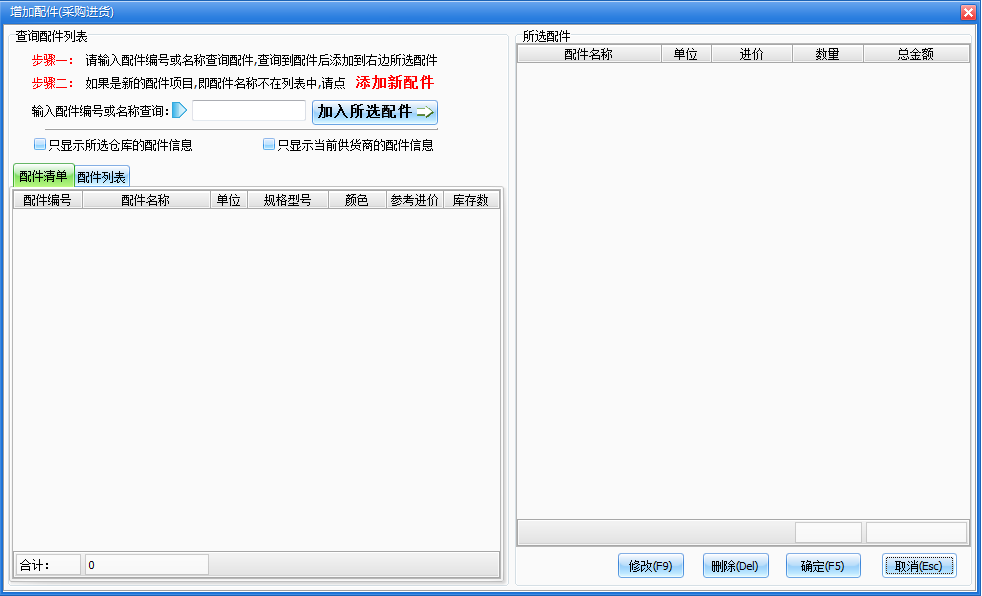 增加配件(采购进货)
查询配件列表
步骤一： 请输入配件编号或名称查询配件,查询到配件后添加到右边所选配件
步骤二： 如果是新的配件项目,即配件名称不在列表中,请点 添加新配件
输入配件编号或名称查询: 加入所选配件
只显示所选仓库的配件信息 只显示当前供货商的配件信息
配件清单 配件列表
配件编号 配件名称 单位 规格型号 颜色 参考进价 库存数
合计： 0
所选配件
配件名称 单位 进价 数量 总金额
修改(F9) 删除(Del) 确定(F5) 取消(Esc)